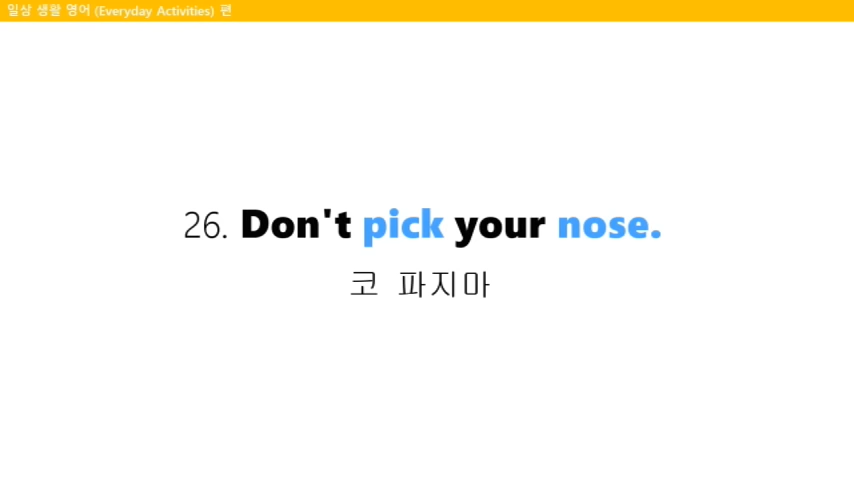 일상 생활 영어 (Everyday Activities) 편
26. Don't pick your nose.
코 파지마